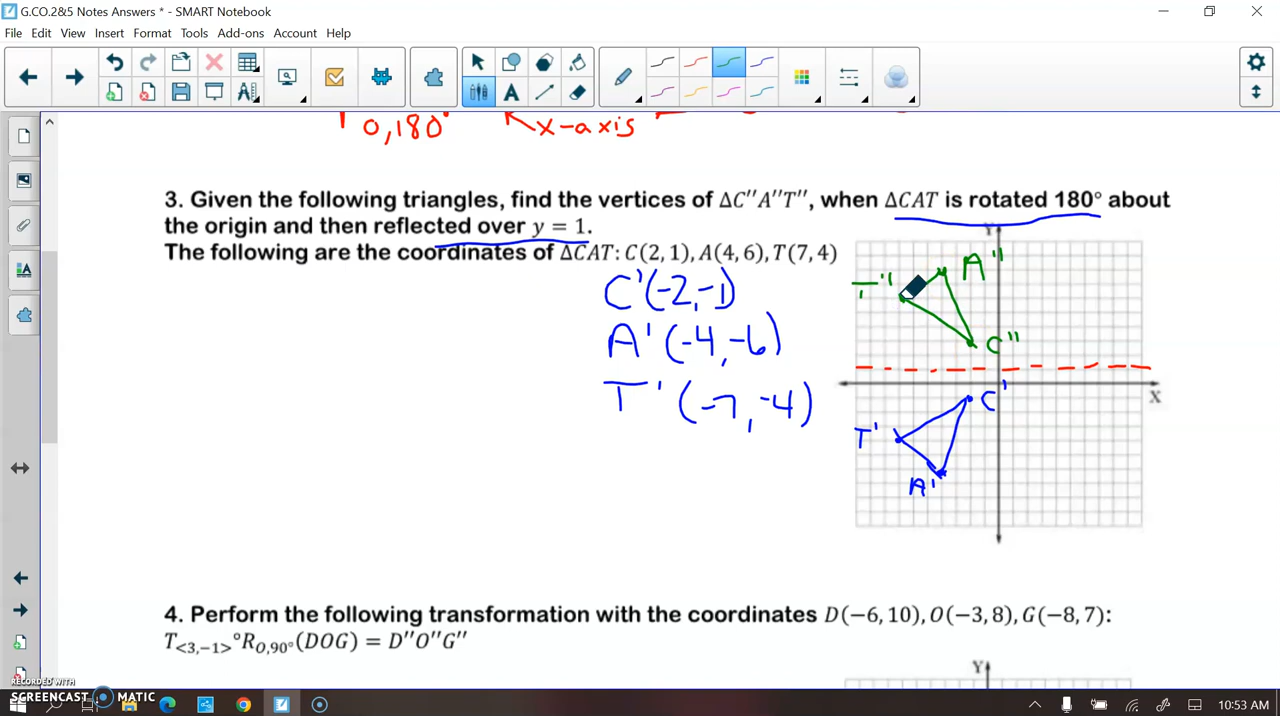 G.CO.2&5 Notes Answers * - SMART Notebook
File Edit View Insert Format Tools Add-ons Account Help
0,180°
x-axis
3. Given the following triangles, find the vertices of ΔC′′A′′T′′, when ΔCAT is rotated 180° about
the origin and then reflected over y = 1.
The following are the coordinates of ΔCAT: C(2, 1), A(4, 6), T(7, 4)
C'(-2,-1)
A'(-4,-6)
T'(-7,-4)
Y
A"
T"
C"
X
C'
T'
A'
4. Perform the following transformation with the coordinates D(−6, 10), O(−3, 8), G(−8, 7):
T<3,−1>°R0,90°(DOG) = D′′O′′G′′
Y
RECORDED WITH
SCREENCAST MATIC
10:53 AM